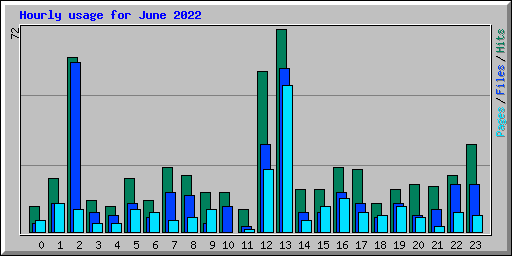 Hourly usage for June 2022
72
Pages / Files / Hits
0 1 2 3 4 5 6 7 8 9 10 11 12 13 14 15 16 17 18 19 20 21 22 23